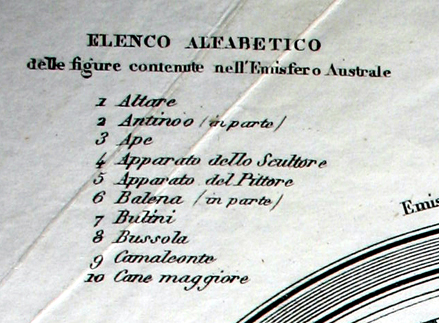 ELENCO ALFABETICO
delle figure contenute nell'Emisfero Australe
1 Altare
2 Antinoo (in parte)
3 Ape
4 Apparato dello Scultore
5 Apparato del Pittore
6 Balena (in parte)
7 Bulini
8 Bussola
9 Camaleonte
10 Cane maggiore